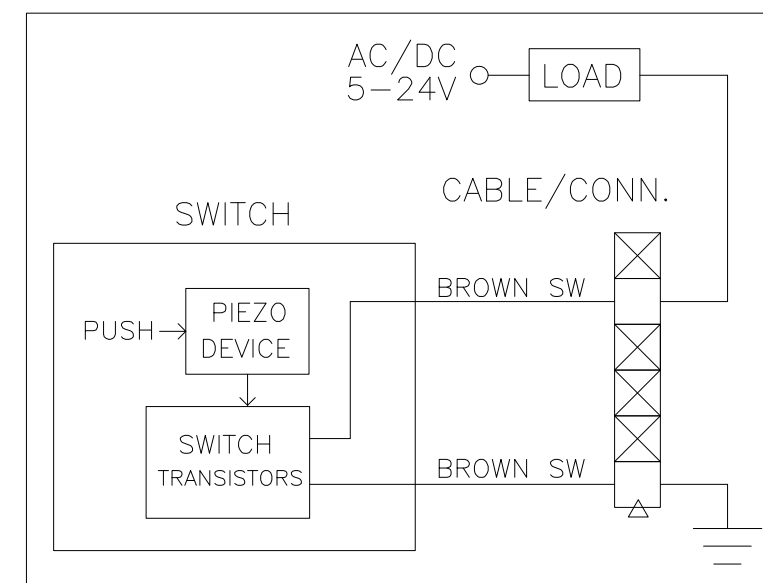 AC/DC
5-24V
LOAD
CABLE/CONN.
SWITCH
BROWN SW
PIEZO
DEVICE
PUSH
SWITCH
TRANSISTORS
BROWN SW